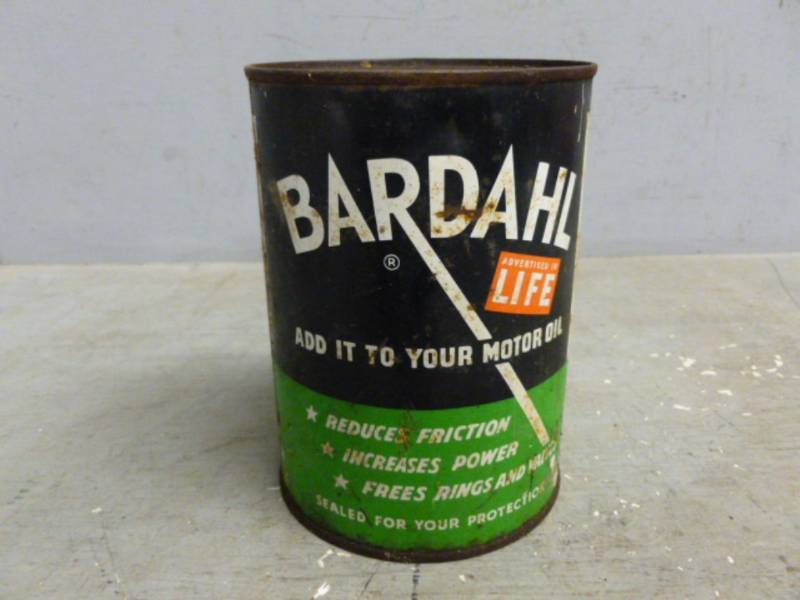 BARDAHL
®
ADVERTISED IN
LIFE
ADD IT TO YOUR MOTOR OIL
★ REDUCES FRICTION
★ INCREASES POWER
★ FREES RINGS AND
SEALED FOR YOUR PROTECTION